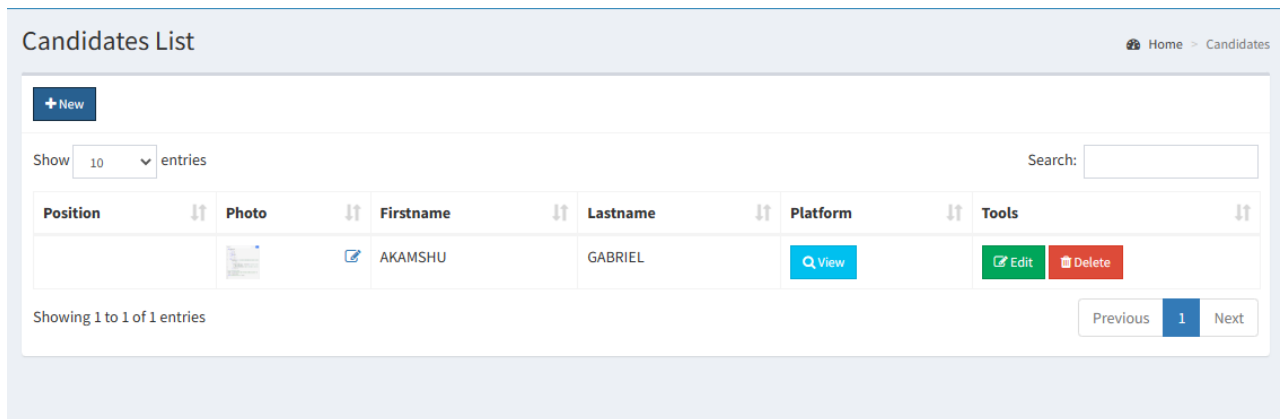 Candidates List
Home > Candidates
New
Show 10 entries
Search:
Position Photo Firstname Lastname Platform Tools
AKAMSHU GABRIEL View Edit Delete
Showing 1 to 1 of 1 entries
Previous 1 Next